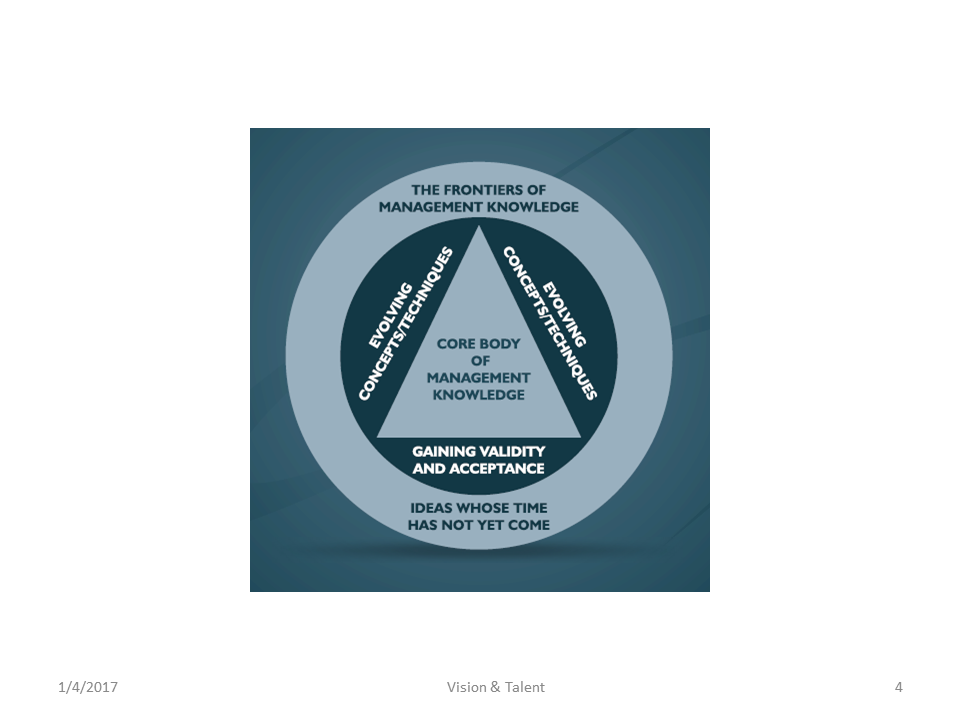 THE FRONTIERS OF
MANAGEMENT KNOWLEDGE
EVOLVING
CONCEPTS/TECHNIQUES
EVOLVING
CONCEPTS/TECHNIQUES
CORE BODY
OF
MANAGEMENT
KNOWLEDGE
GAINING VALIDITY
AND ACCEPTANCE
IDEAS WHOSE TIME
HAS NOT YET COME
1/4/2017
Vision & Talent
4